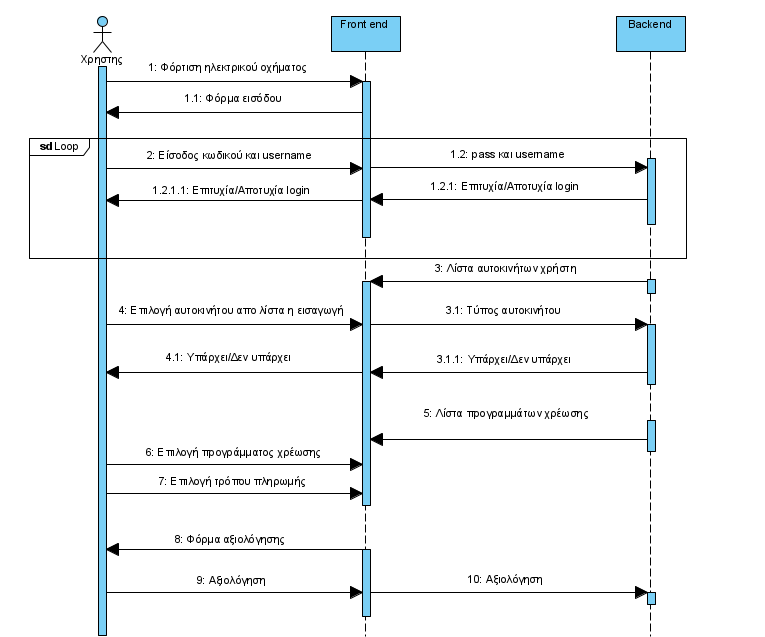 Front end
Backend
Χρηστης
1: Φόρτιση ηλεκτρικού οχήματος
1.1: Φόρμα εισόδου
sd Loop
2: Είσοδος κωδικού και username
1.2: pass και username
1.2.1.1: Επιτυχία/Αποτυχία login
1.2.1: Επιτυχία/Αποτυχία login
3: Λίστα αυτοκινήτων χρήστη
4: Επιλογή αυτοκινήτου απο λίστα η εισαγωγή
3.1: Τύπος αυτοκινήτου
4.1: Υπάρχει/Δεν υπάρχει
3.1.1: Υπάρχει/Δεν υπάρχει
5: Λίστα προγραμμάτων χρέωσης
6: Επιλογή προγράμματος χρέωσης
7: Επιλογή τρόπου πληρωμής
8: Φόρμα αξιολόγησης
9: Αξιολόγηση
10: Αξιολόγηση